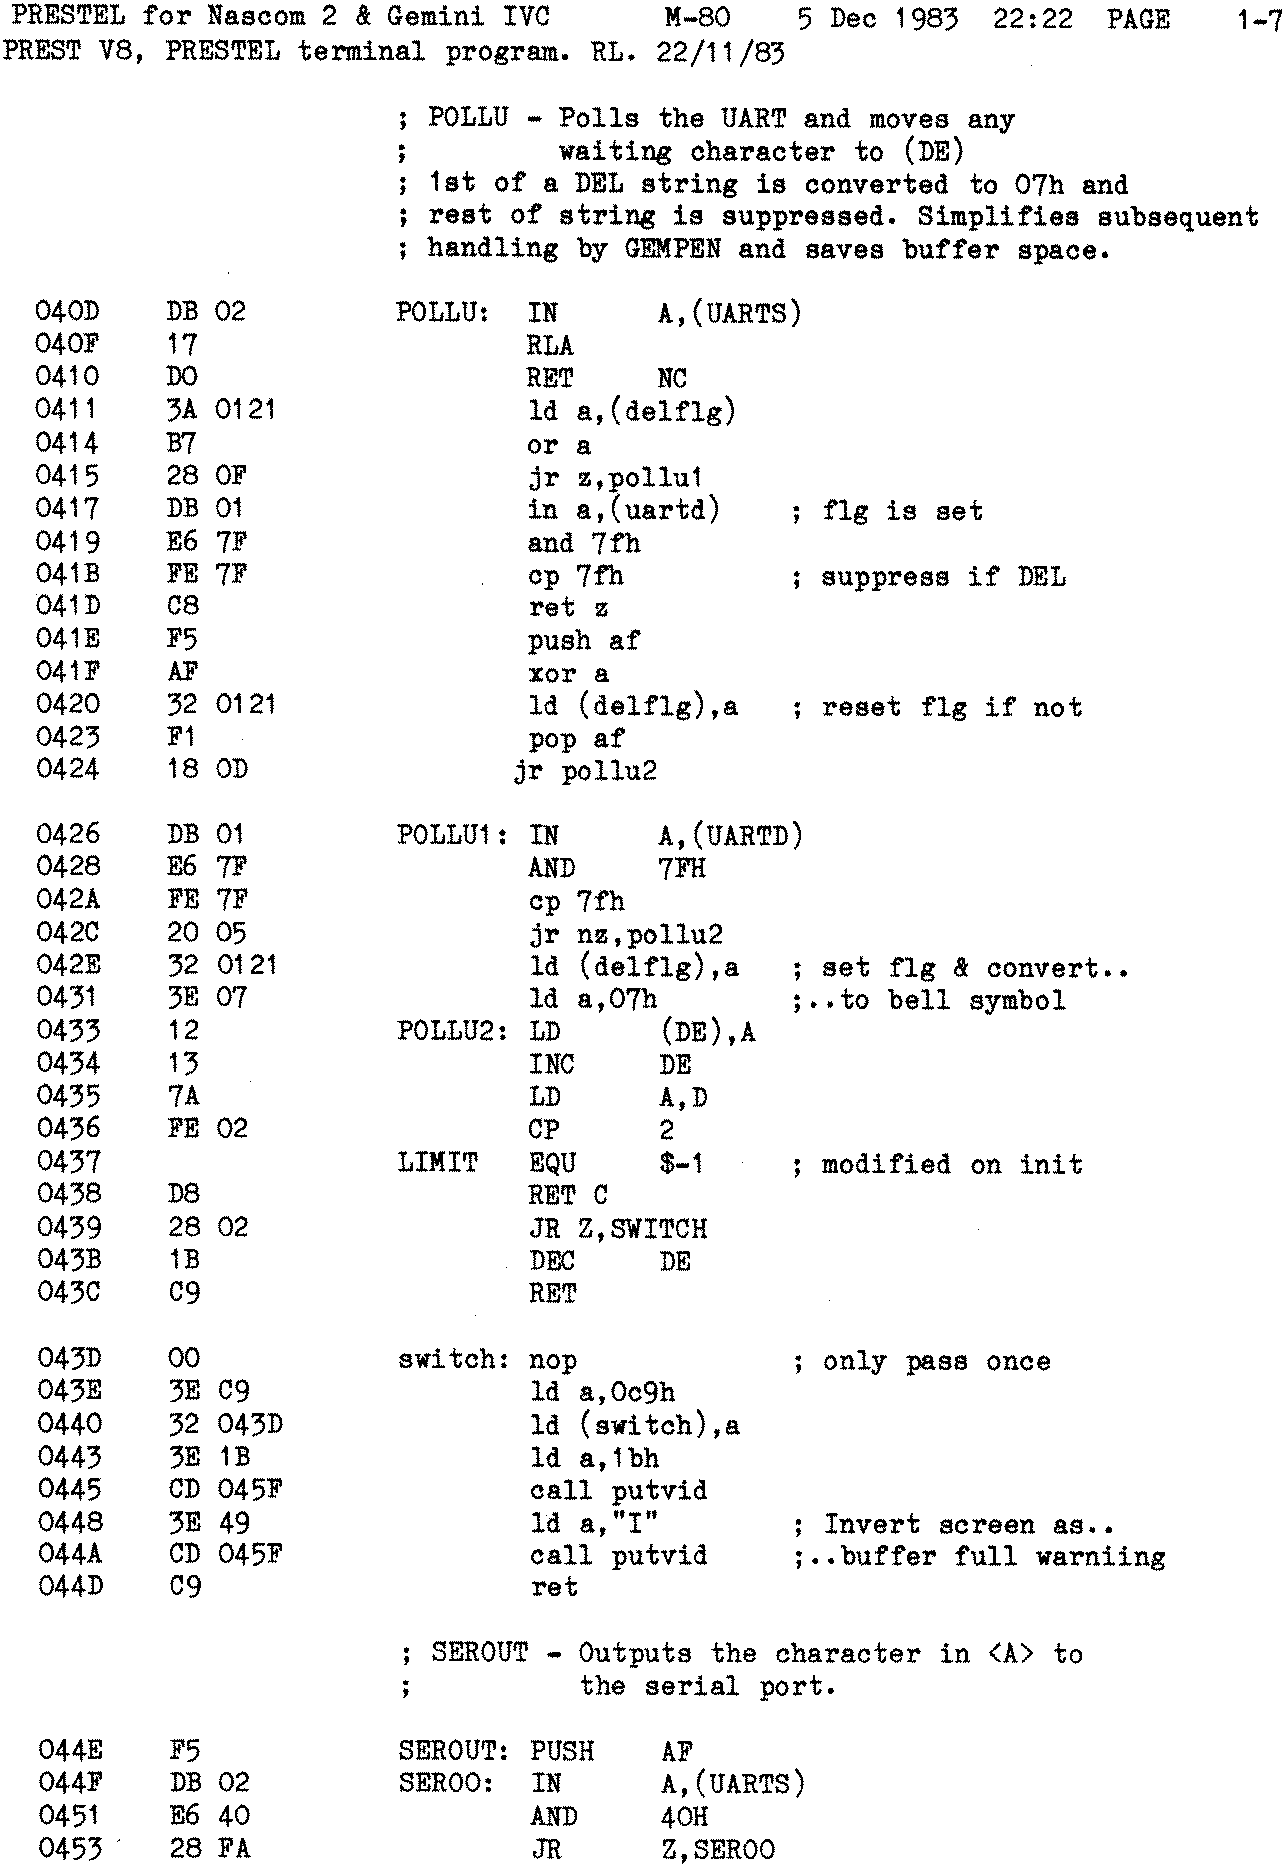 PRESTEL for Nascom 2 & Gemini IVC       M-80    5 Dec 1983  22:22  PAGE    1-7
PREST V8, PRESTEL terminal program. RL. 22/11/83

                        ; POLLU - Polls the UART and moves any
                        ;         waiting character to (DE)
                        ; 1st of a DEL string is converted to 07h and
                        ; rest of string is suppressed. Simplifies subsequent
                        ; handling by GEMPEN and saves buffer space.

  040D    DB 02         POLLU:  IN      A,(UARTS)
  040F    17                    RLA
  0410    D0                    RET     NC
  0411    3A 0121               ld a,(delflg)
  0414    B7                    or a
  0415    28 0F                 jr z,pollu1
  0417    DB 01                 in a,(uartd)    ; flg is set
  0419    E6 7F                 and 7fh
  041B    FE 7F                 cp 7fh          ; suppress if DEL
  041D    C8                    ret z
  041E    F5                    push af
  041F    AF                    xor a
  0420    32 0121               ld (delflg),a   ; reset flg if not
  0423    F1                    pop af
  0424    18 0D                jr pollu2

  0426    DB 01         POLLU1: IN      A,(UARTD)
  0428    E6 7F                 AND     7FH
  042A    FE 7F                 cp 7fh
  042C    20 05                 jr nz,pollu2
  042E    32 0121               ld (delflg),a   ; set flg & convert..
  0431    3E 07                 ld a,07h        ;..to bell symbol
  0433    12            POLLU2: LD      (DE),A
  0434    13                    INC     DE
  0435    7A                    LD      A,D
  0436    FE 02                 CP      2
  0437                  LIMIT   EQU     $-1     ; modified on init
  0438    D8                    RET C
  0439    28 02                 JR Z,SWITCH
  043B    1B                    DEC     DE
  043C    C9                    RET

  043D    00            switch: nop             ; only pass once
  043E    3E C9                 ld a,0c9h
  0440    32 043D               ld (switch),a
  0443    3E 1B                 ld a,1bh
  0445    CD 045F               call putvid
  0448    3E 49                 ld a,"I"        ; Invert screen as..
  044A    CD 045F               call putvid     ;..buffer full warniing
  044D    C9                    ret

                        ; SEROUT - Outputs the character in <A> to
                        ;          the serial port.

  044E    F5            SEROUT: PUSH    AF
  044F    DB 02         SEROO:  IN      A,(UARTS)
  0451    E6 40                 AND     40H
  0453    28 FA                 JR      Z,SEROO